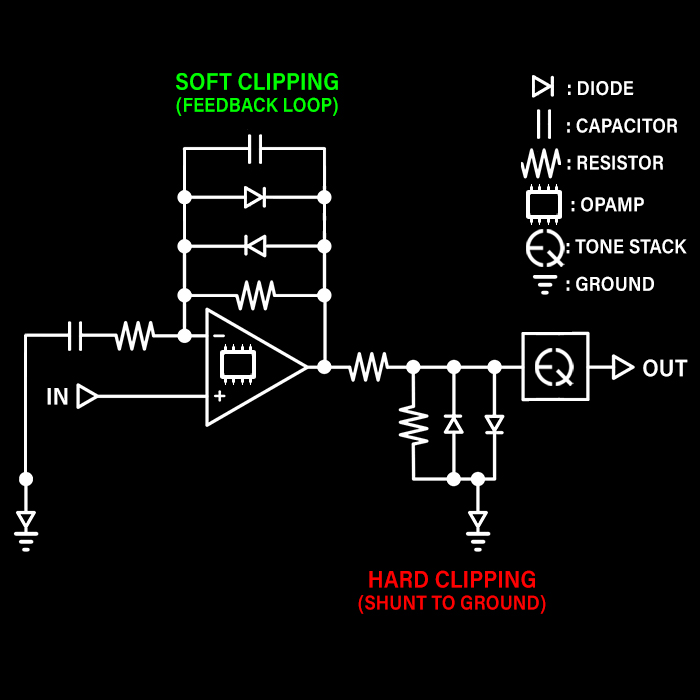 SOFT CLIPPING
(FEEDBACK LOOP)
: DIODE
: CAPACITOR
: RESISTOR
: OPAMP
: TONE STACK
: GROUND
−
IN
+
OUT
HARD CLIPPING
(SHUNT TO GROUND)